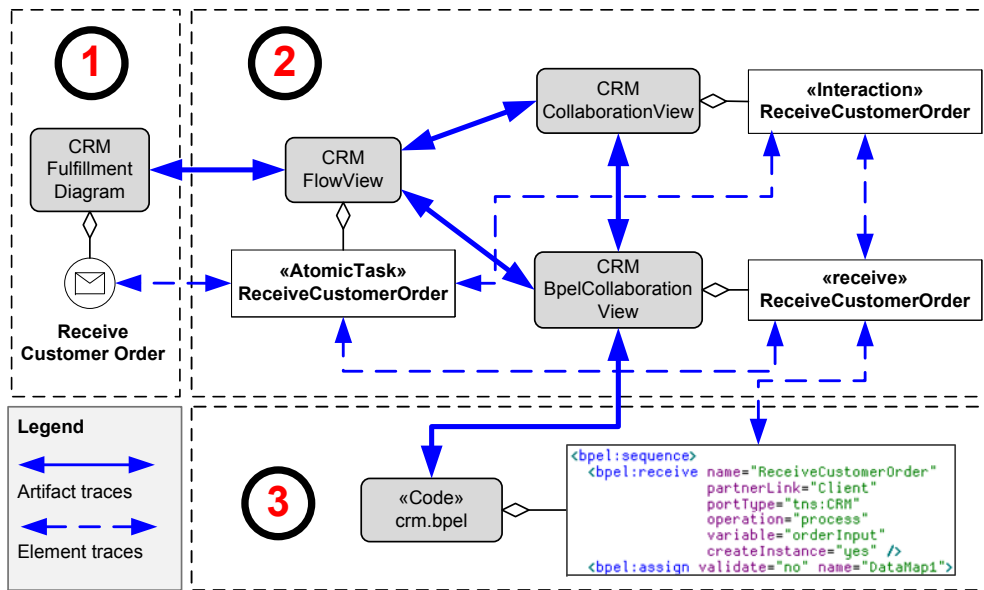 1
CRM
Fulfillment
Diagram
Receive
Customer Order
2
CRM
FlowView
«AtomicTask»
ReceiveCustomerOrder
CRM
CollaborationView
«Interaction»
ReceiveCustomerOrder
CRM
BpelCollaboration
View
«receive»
ReceiveCustomerOrder
Legend
Artifact traces
Element traces
3
«Code»
crm.bpel
<bpel:sequence>
<bpel:receive name="ReceiveCustomerOrder"
partnerLink="Client"
portType="tns:CRM"
operation="process"
variable="orderInput"
createInstance="yes" />
<bpel:assign validate="no" name="DataMap1">